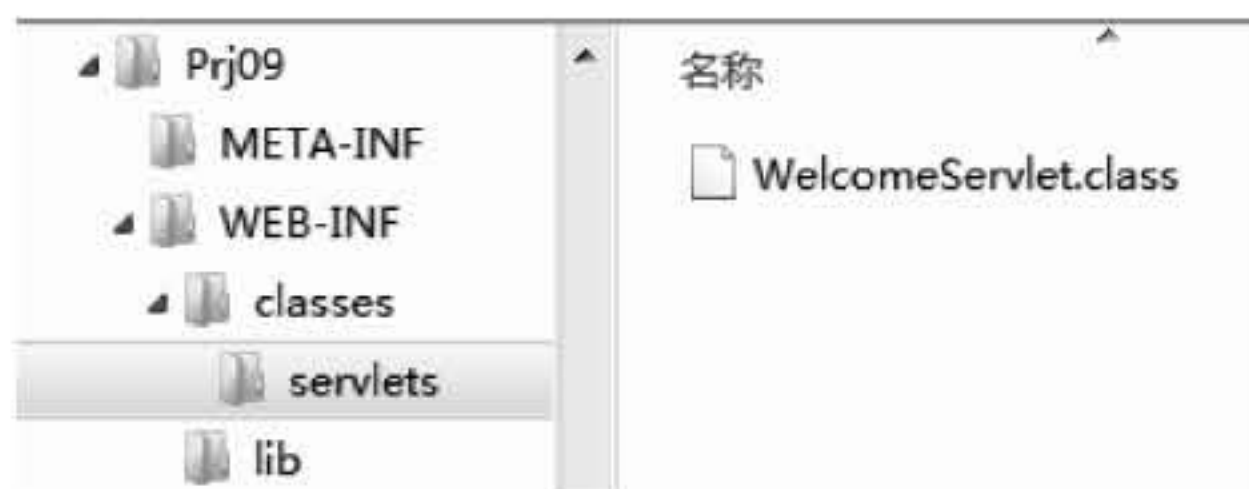 Prj09
META-INF
WEB-INF
classes
servlets
lib
名称
WelcomeServlet.class